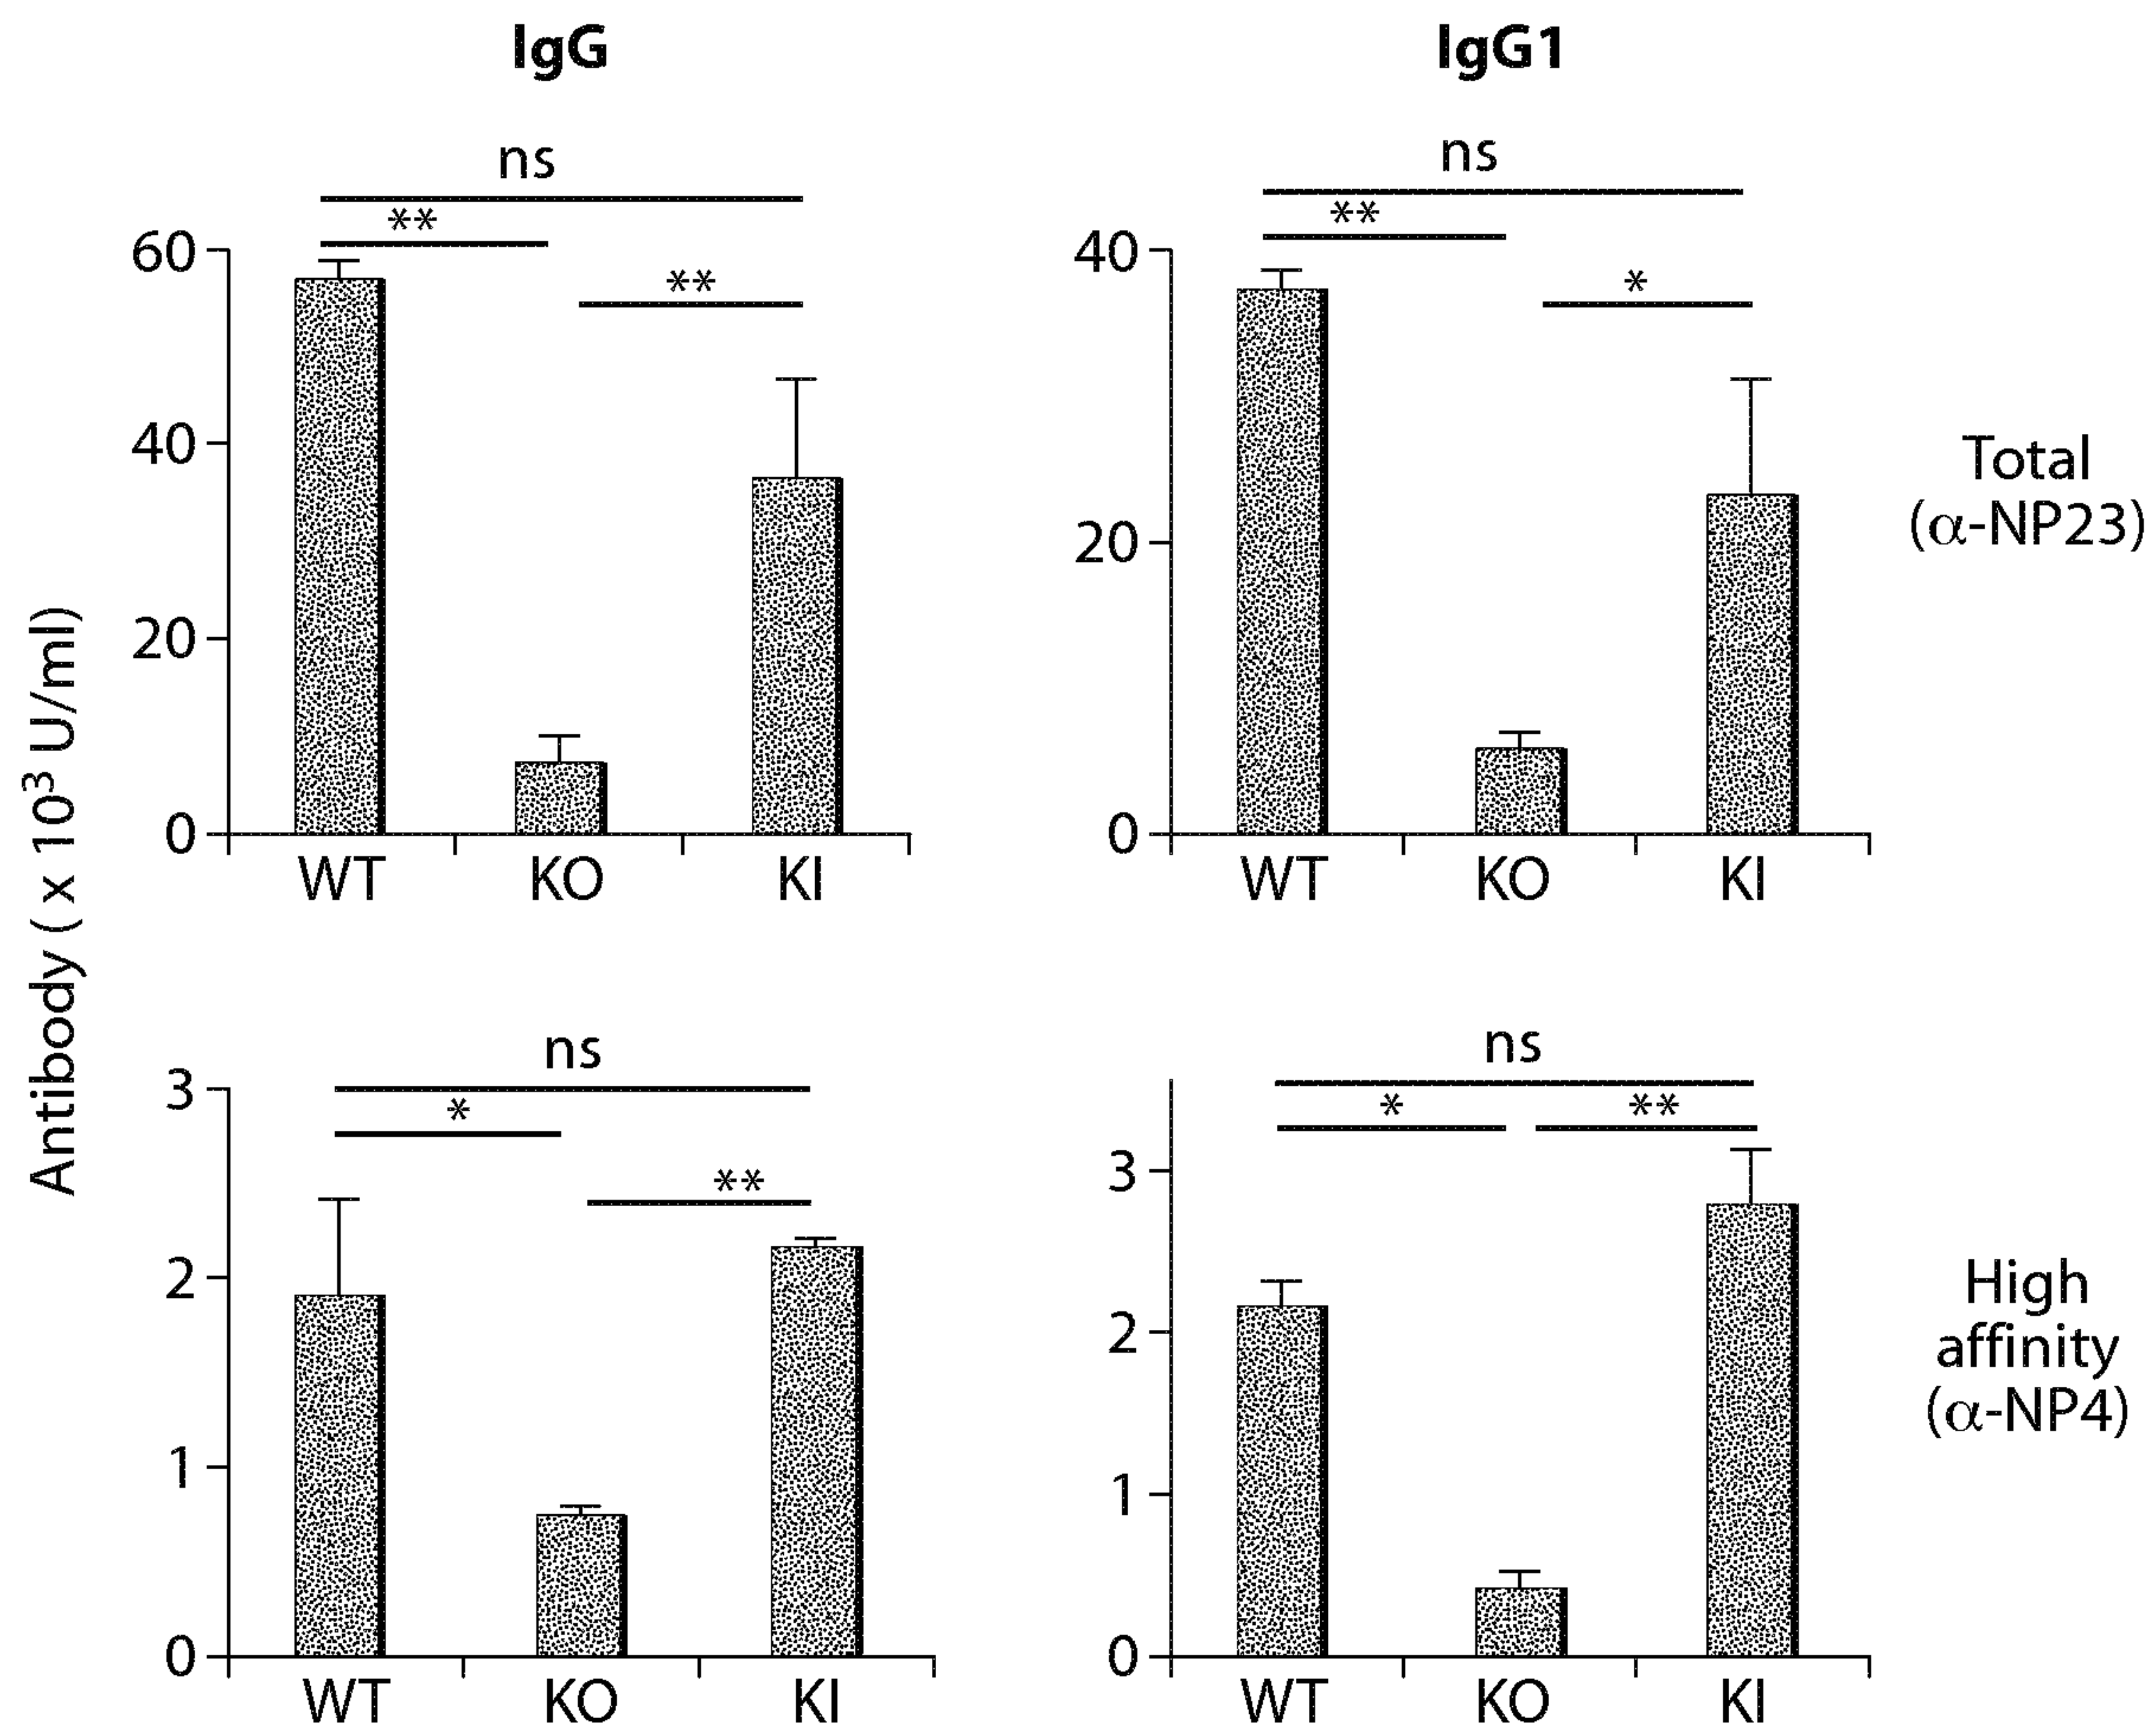 IgG
IgG1
Antibody ( x 10³ U/ml)
ns
**
**
60
40
20
0
WT KO KI
ns
**
*
40
20
0
WT KO KI
Total
(α-NP23)
ns
*
**
3
2
1
0
WT KO KI
ns
*
**
3
2
1
0
WT KO KI
High
affinity
(α-NP4)